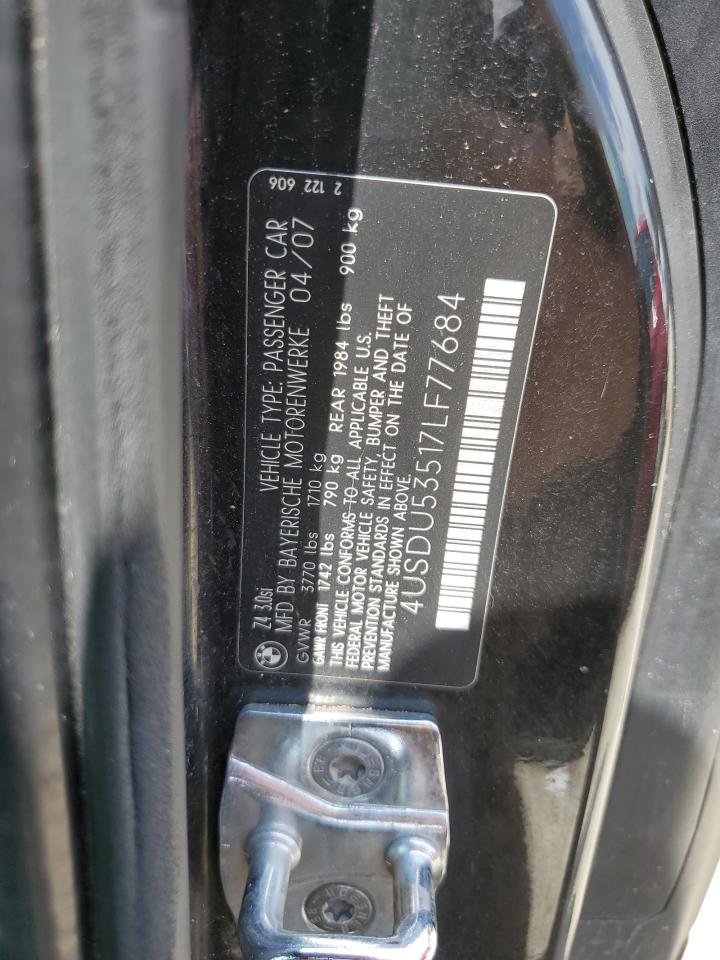 2 122 606
Z4 3.0si VEHICLE TYPE: PASSENGER CAR
MFD BY BAYERISCHE MOTORENWERKE 04/07
GVWR 3770 lbs 1710 kg
GAWR FRONT 1742 lbs 790 kg REAR 1984 lbs 900 kg
THIS VEHICLE CONFORMS TO ALL APPLICABLE U.S.
FEDERAL MOTOR VEHICLE SAFETY, BUMPER AND THEFT
PREVENTION STANDARDS IN EFFECT ON THE DATE OF
MANUFACTURE SHOWN ABOVE.
4USDU53517LF77684